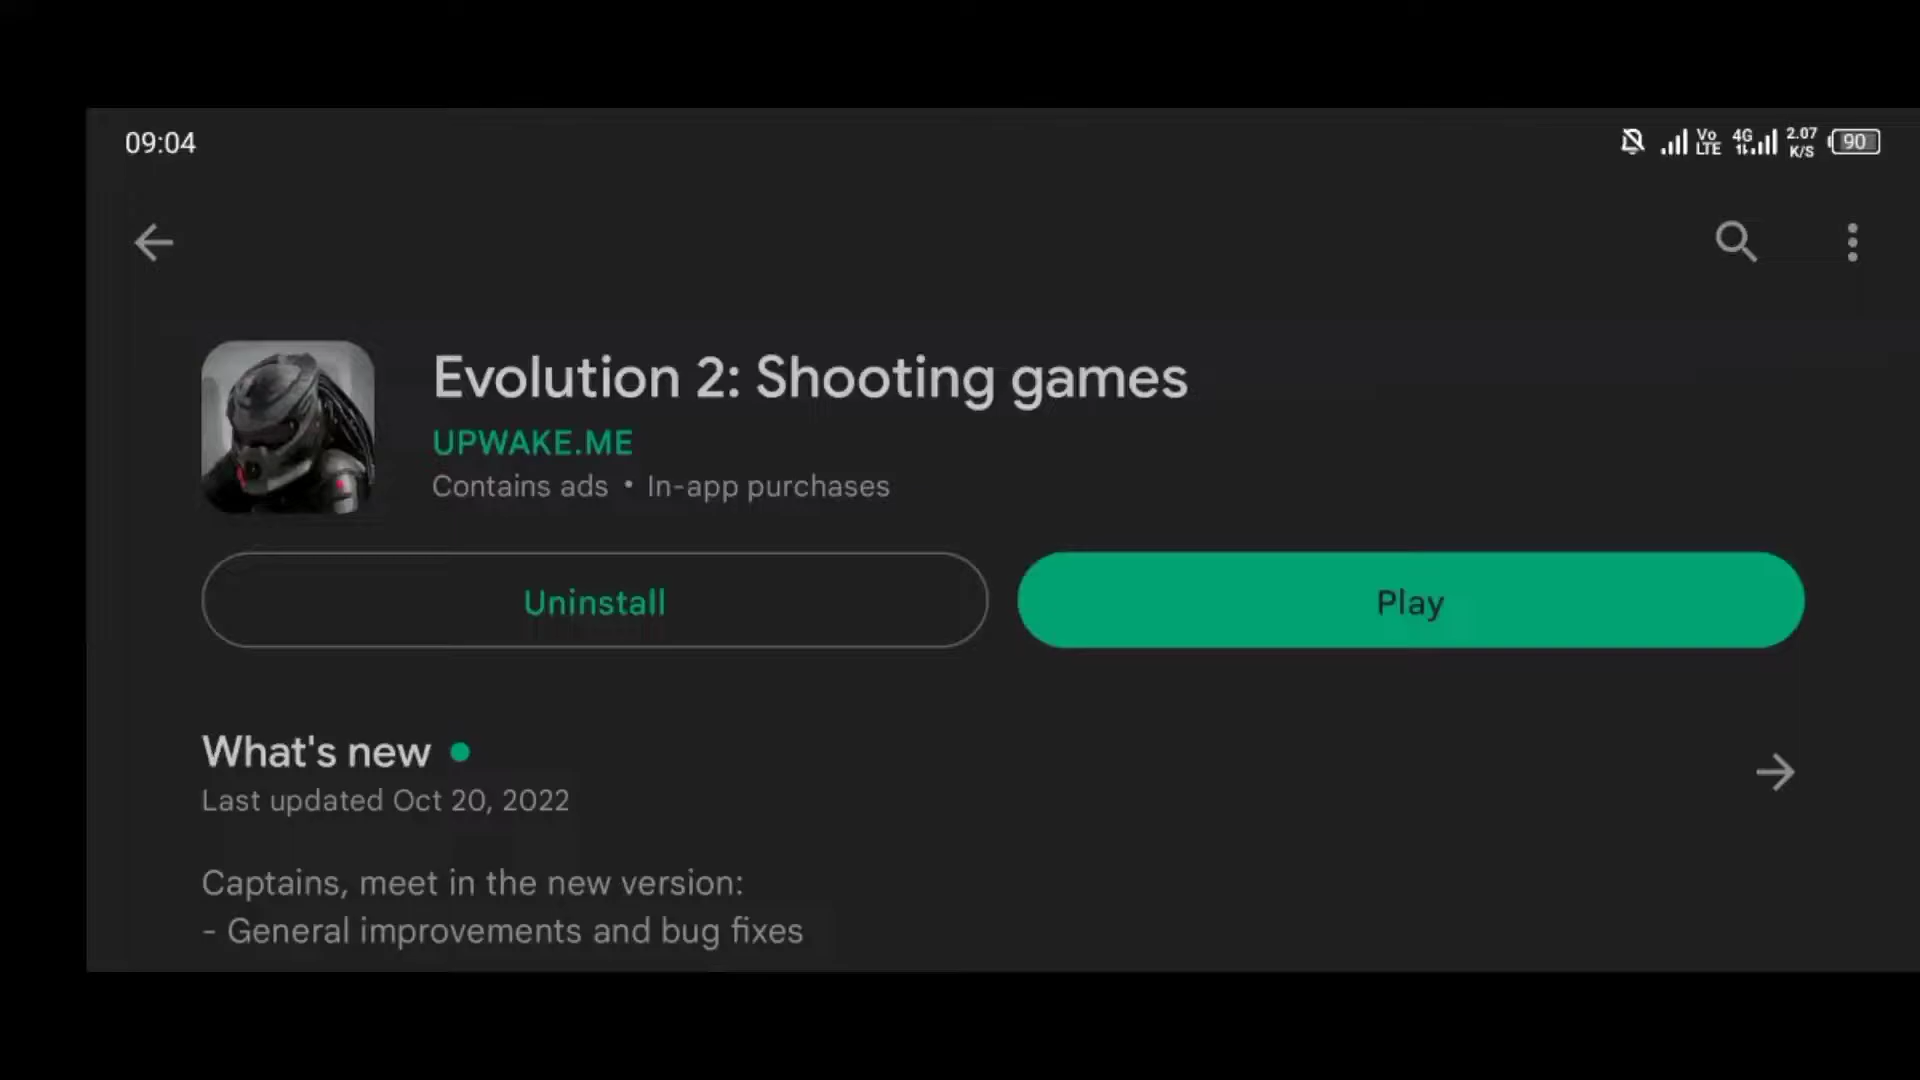 09:04
Vo LTE 4G 2.07 K/S 90
Evolution 2: Shooting games
UPWAKE.ME
Contains ads • In-app purchases
Uninstall
Play
What's new
Last updated Oct 20, 2022
Captains, meet in the new version:
- General improvements and bug fixes